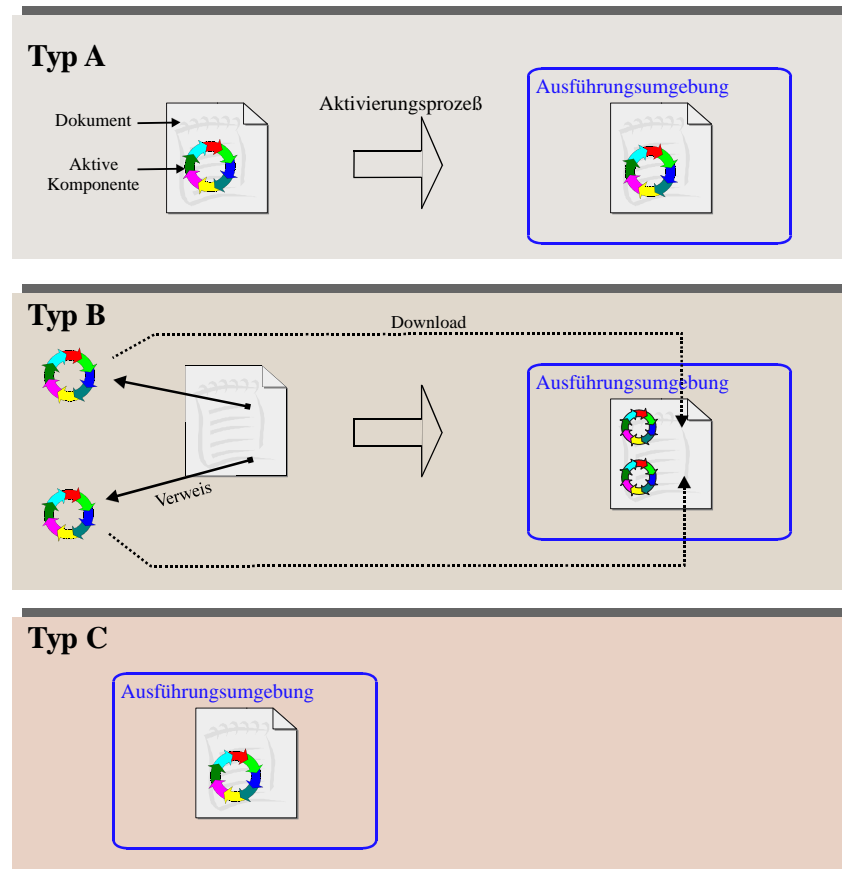 Typ A
Aktivierungsprozeß
Ausführungsumgebung
Dokument
Aktive
Komponente
Typ B
Download
Ausführungsumgebung
Verweis
Typ C
Ausführungsumgebung